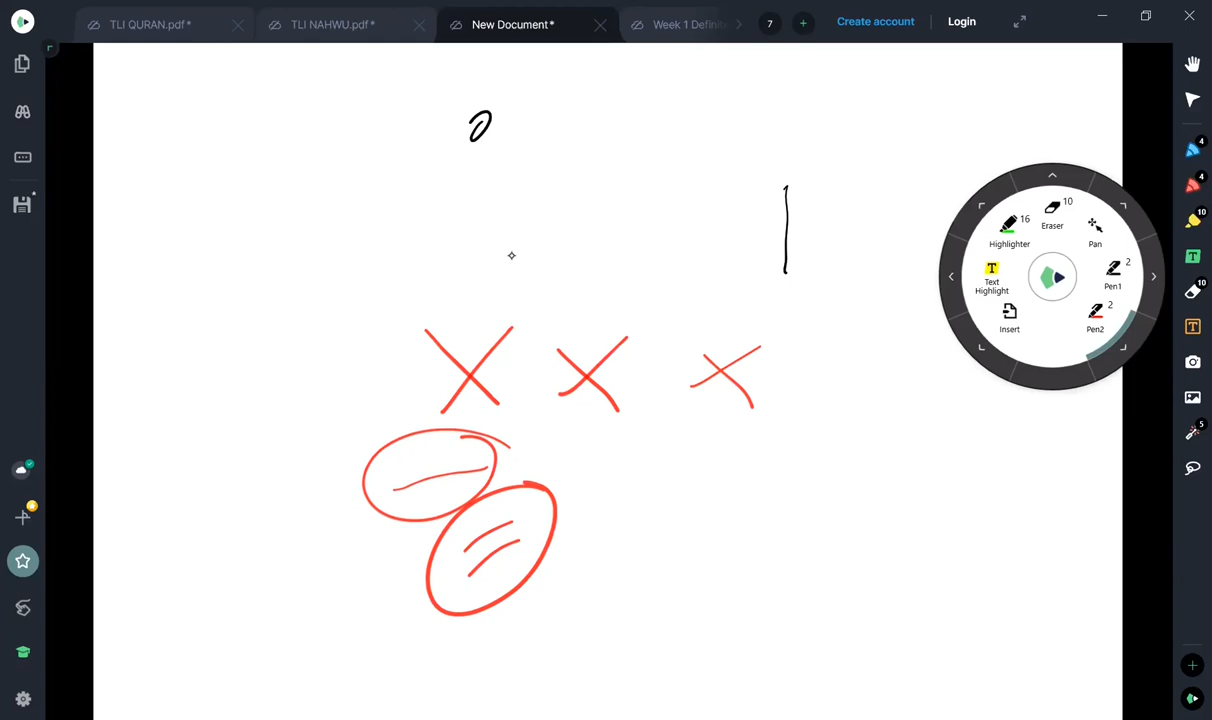 TLI QURAN.pdf*
TLI NAHWU.pdf*
New Document*
Week 1 Defini
7
Create account
Login
4
4
10
10
5
10
Eraser
16
Highlighter
Pan
Text
Highlight
2
Pen1
Insert
2
Pen2
X X X